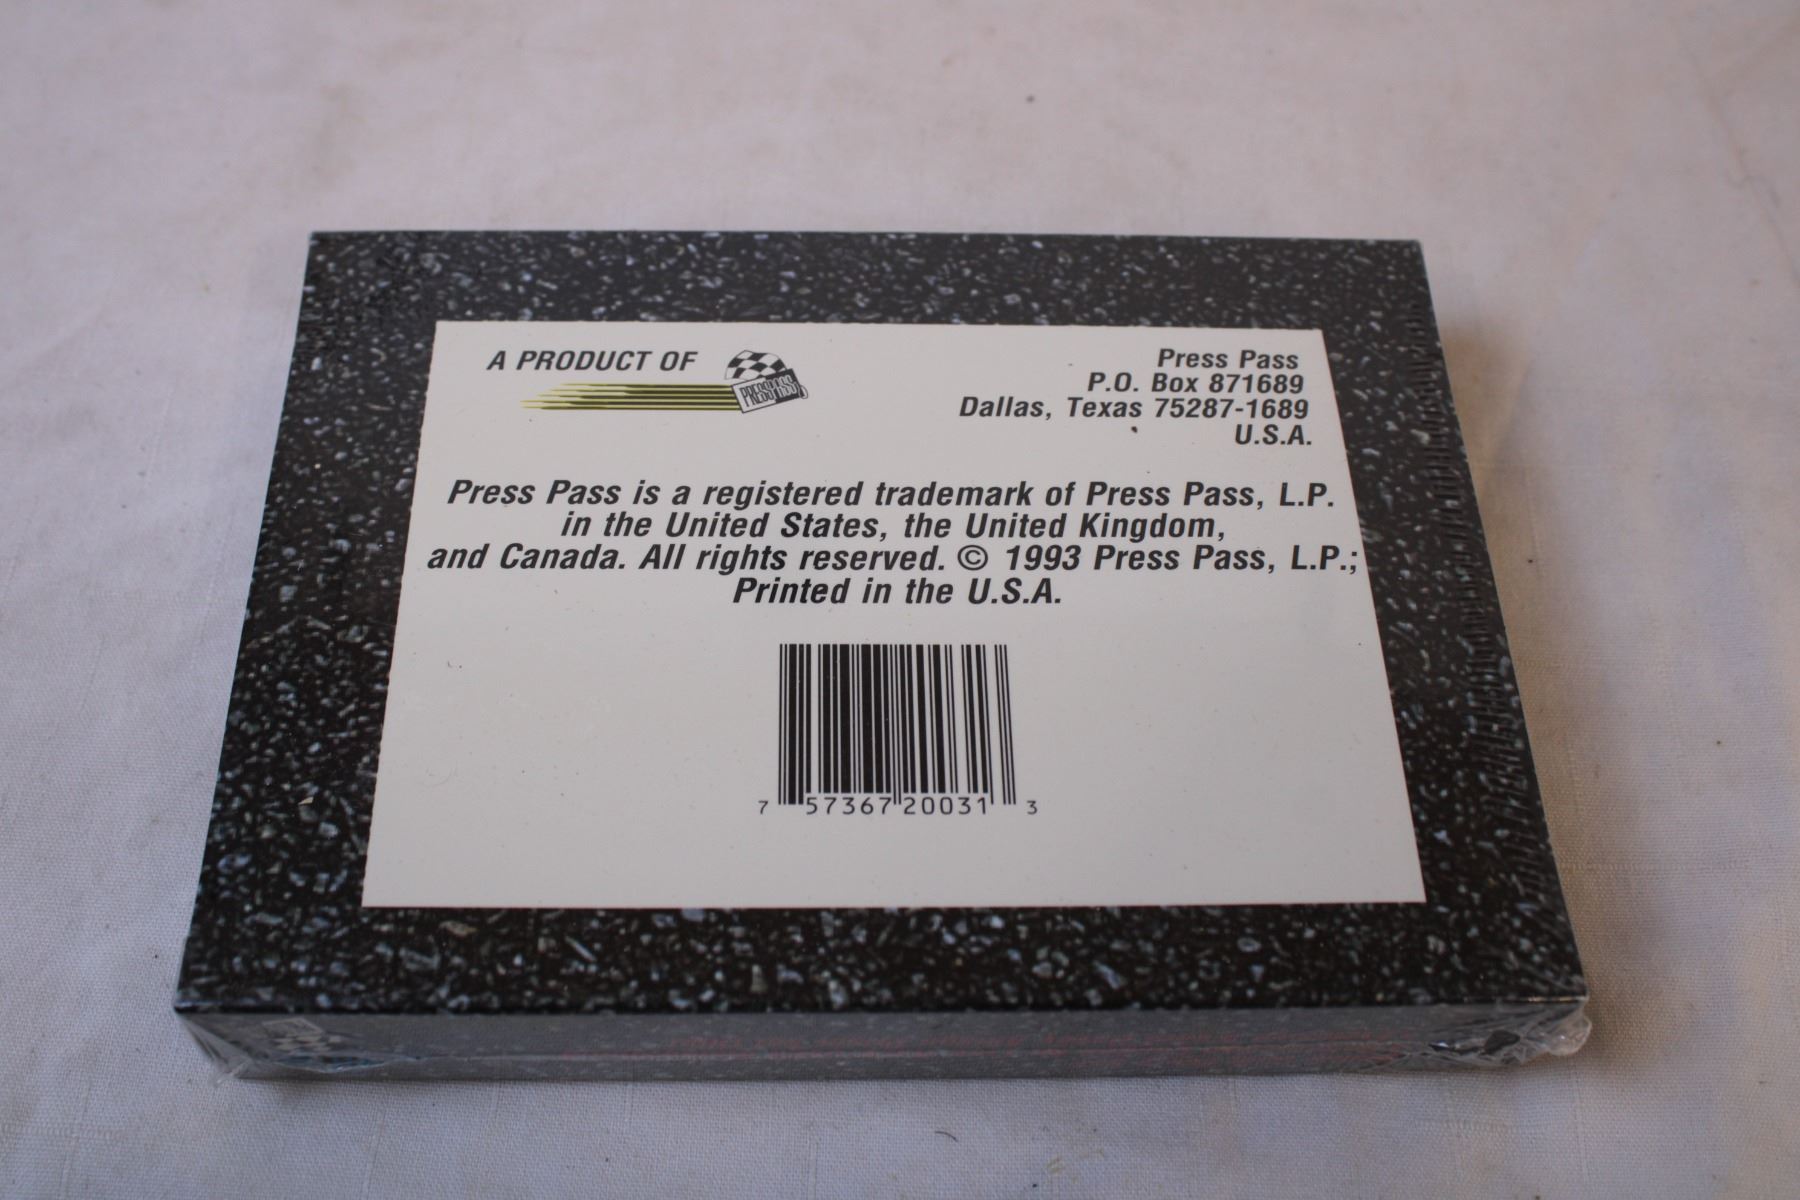 A PRODUCT OF
PRESS PASS
Press Pass
P.O. Box 871689
Dallas, Texas 75287-1689
U.S.A.
Press Pass is a registered trademark of Press Pass, L.P.
in the United States, the United Kingdom,
and Canada. All rights reserved. © 1993 Press Pass, L.P.;
Printed in the U.S.A.
7 57367 20031 3